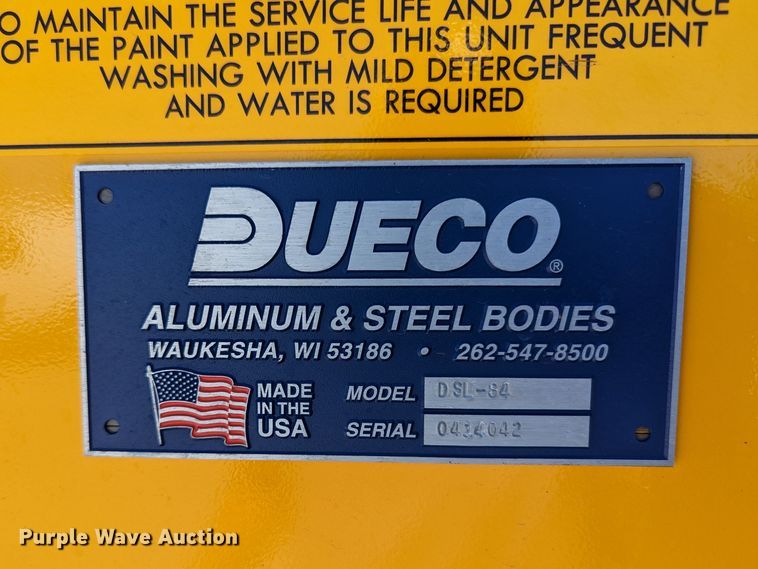 O MAINTAIN THE SERVICE LIFE AND APPEARANCE
OF THE PAINT APPLIED TO THIS UNIT FREQUENT
WASHING WITH MILD DETERGENT
AND WATER IS REQUIRED
DUECO®
ALUMINUM & STEEL BODIES
WAUKESHA, WI 53186 • 262-547-8500
MADE
IN THE
USA
MODEL DSL-84
SERIAL 0434042
Purple Wave Auction